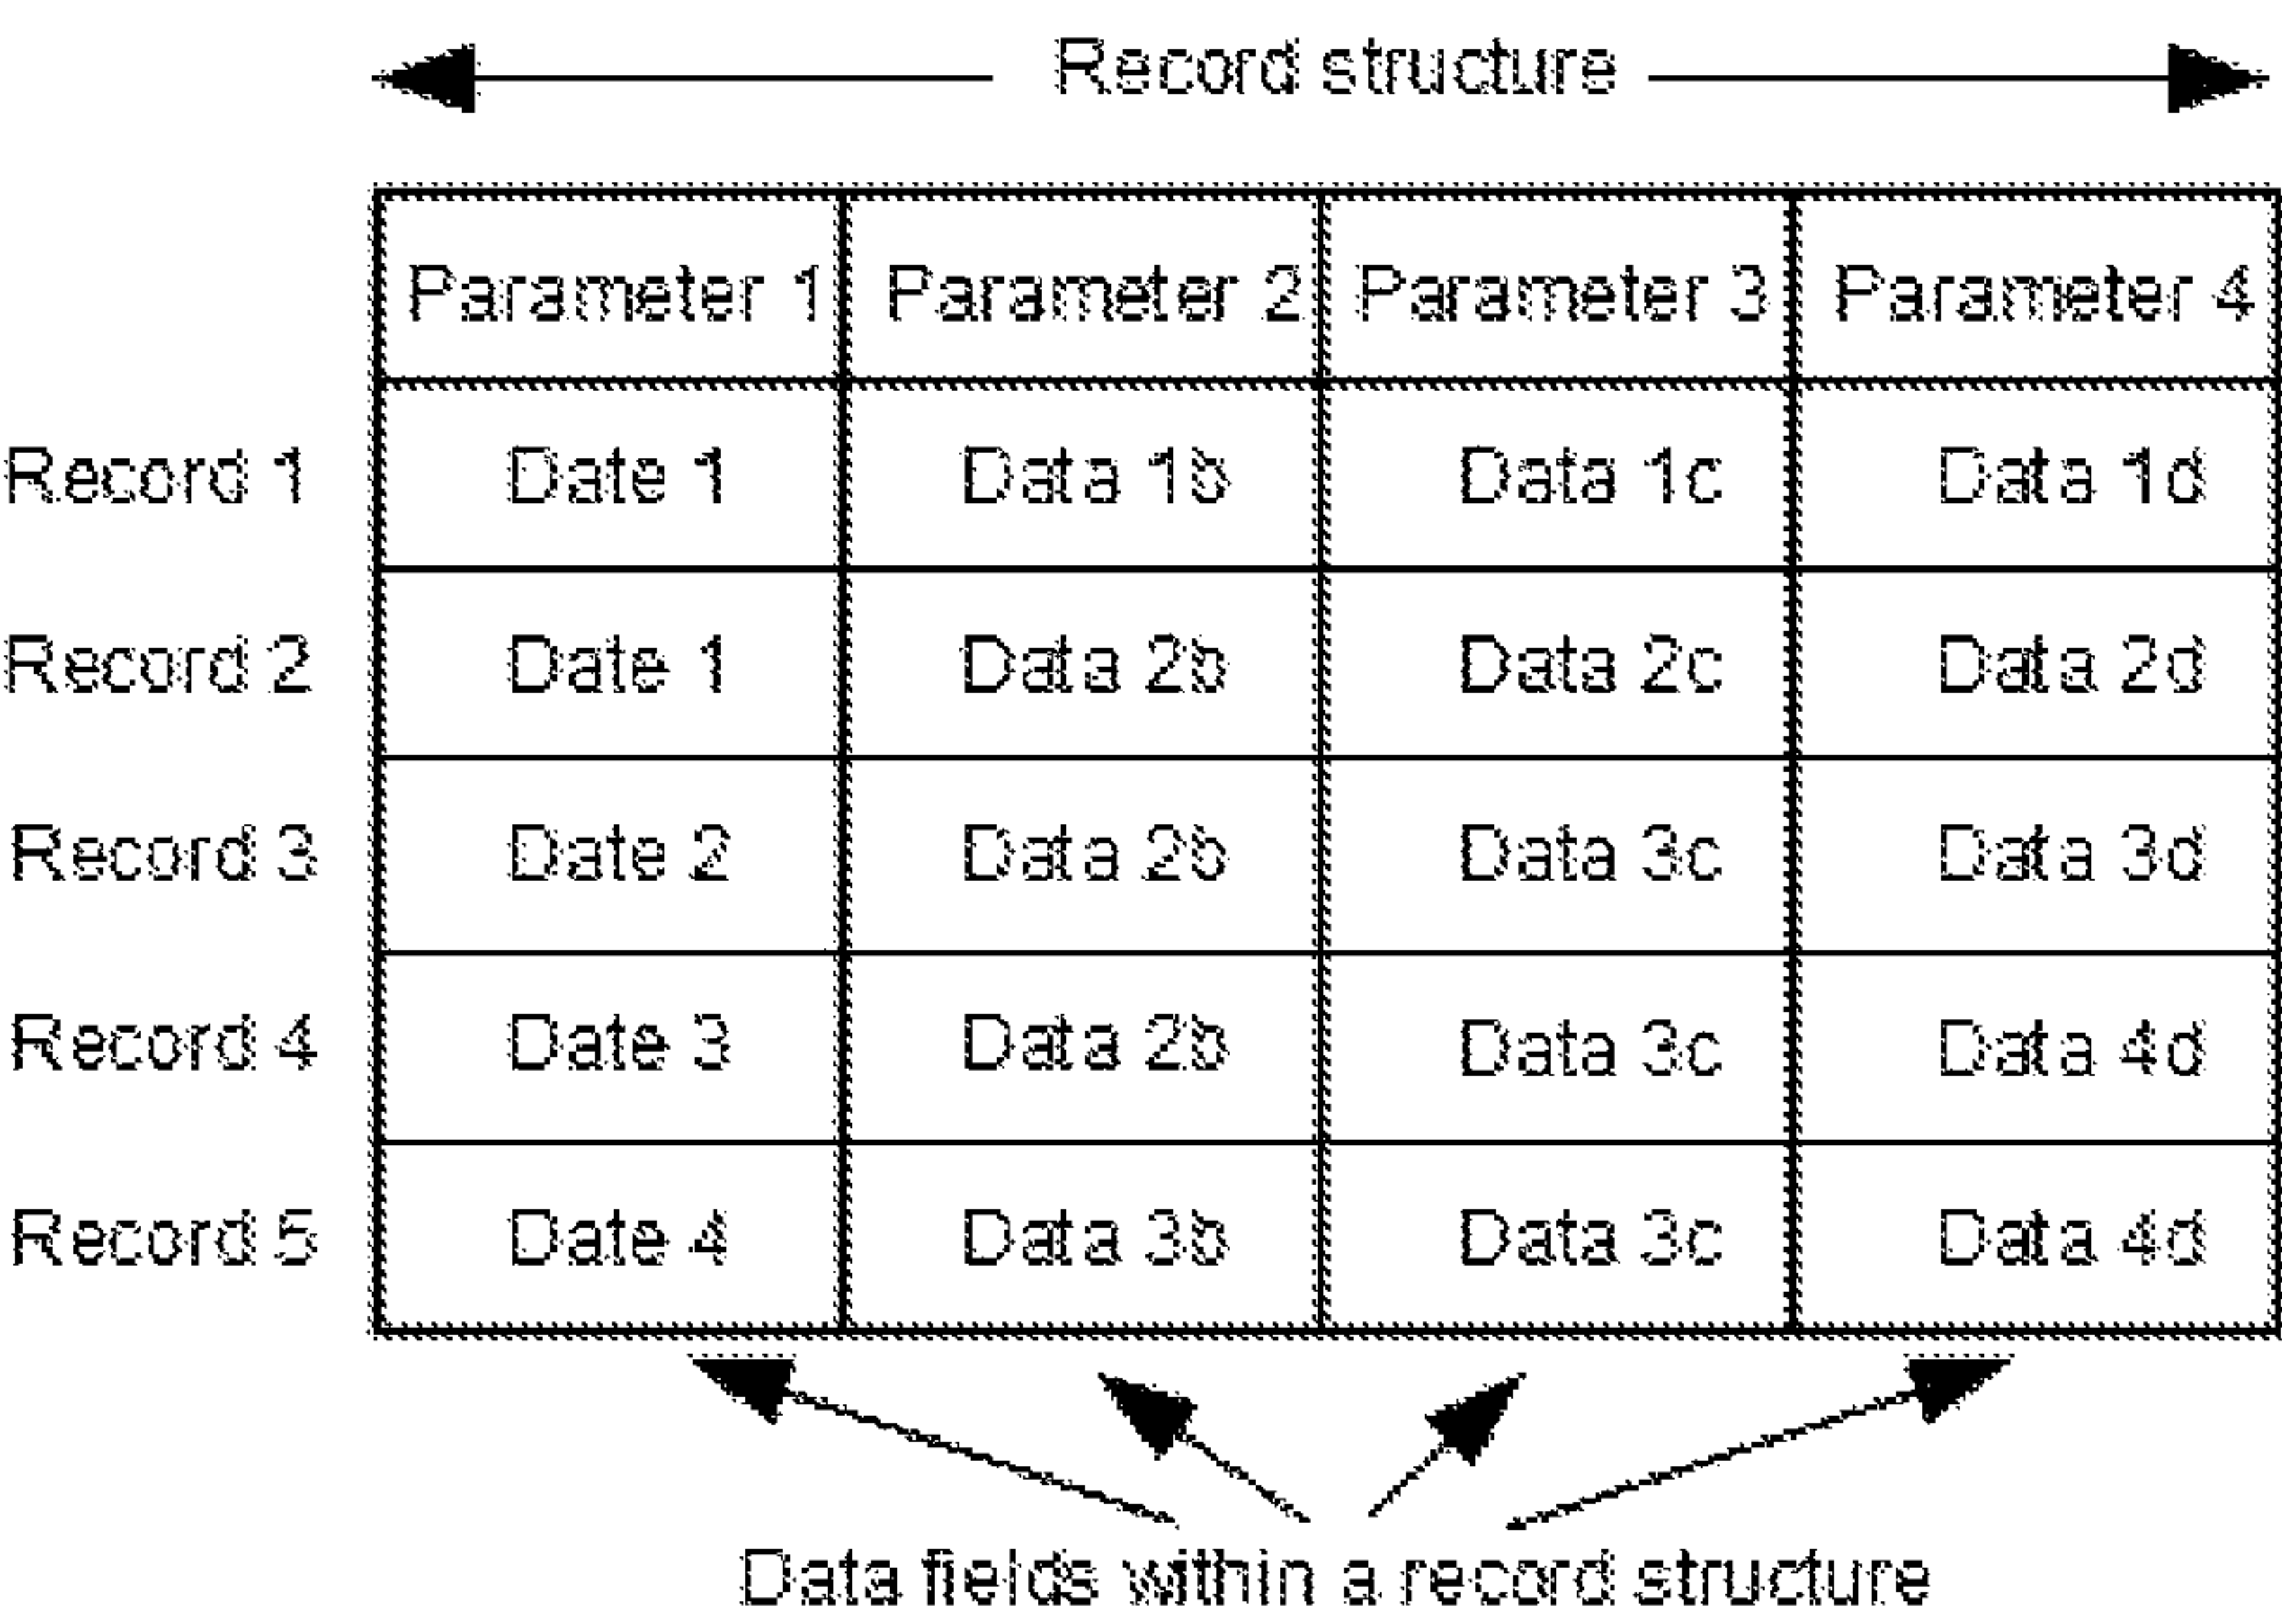 Record structure
Parameter 1 Parameter 2 Parameter 3 Parameter 4
Record 1 Date 1 Data 1b Data 1c Data 1d
Record 2 Date 1 Data 2b Data 2c Data 2d
Record 3 Date 2 Data 2b Data 3c Data 3d
Record 4 Date 3 Data 2b Data 3c Data 4d
Record 5 Date 4 Data 3b Data 3c Data 4d
Data fields within a record structure